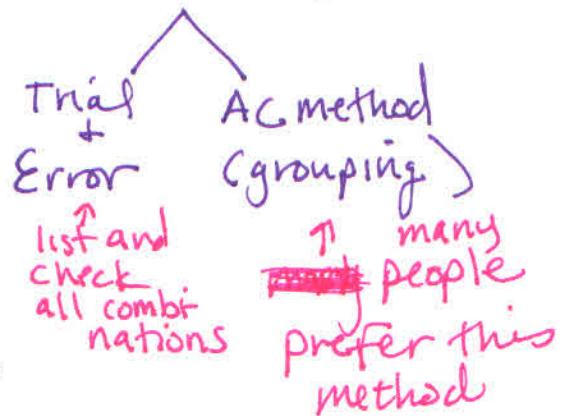 Trial
+
Error
↑
list and
check
all combi
nations
AC method
(grouping)
↑ many
people
prefer this
method